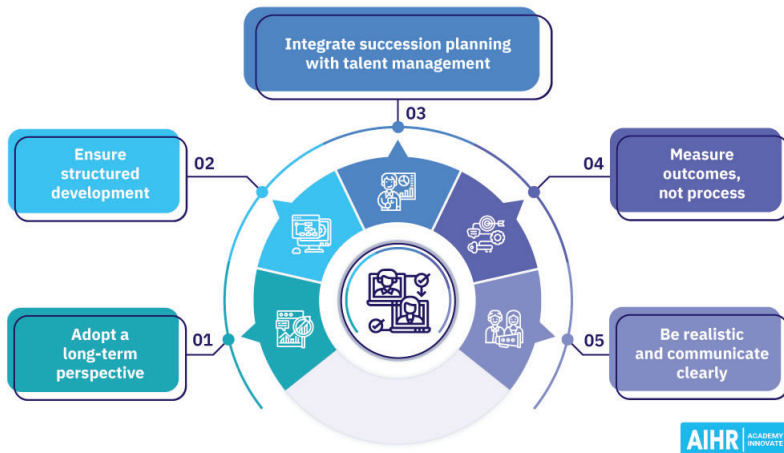 Integrate succession planning
with talent management
03
02
Ensure
structured
development
04
Measure
outcomes,
not process
01
Adopt a
long-term
perspective
05
Be realistic
and communicate
clearly
AIHR
ACADEMY
INNOVATE